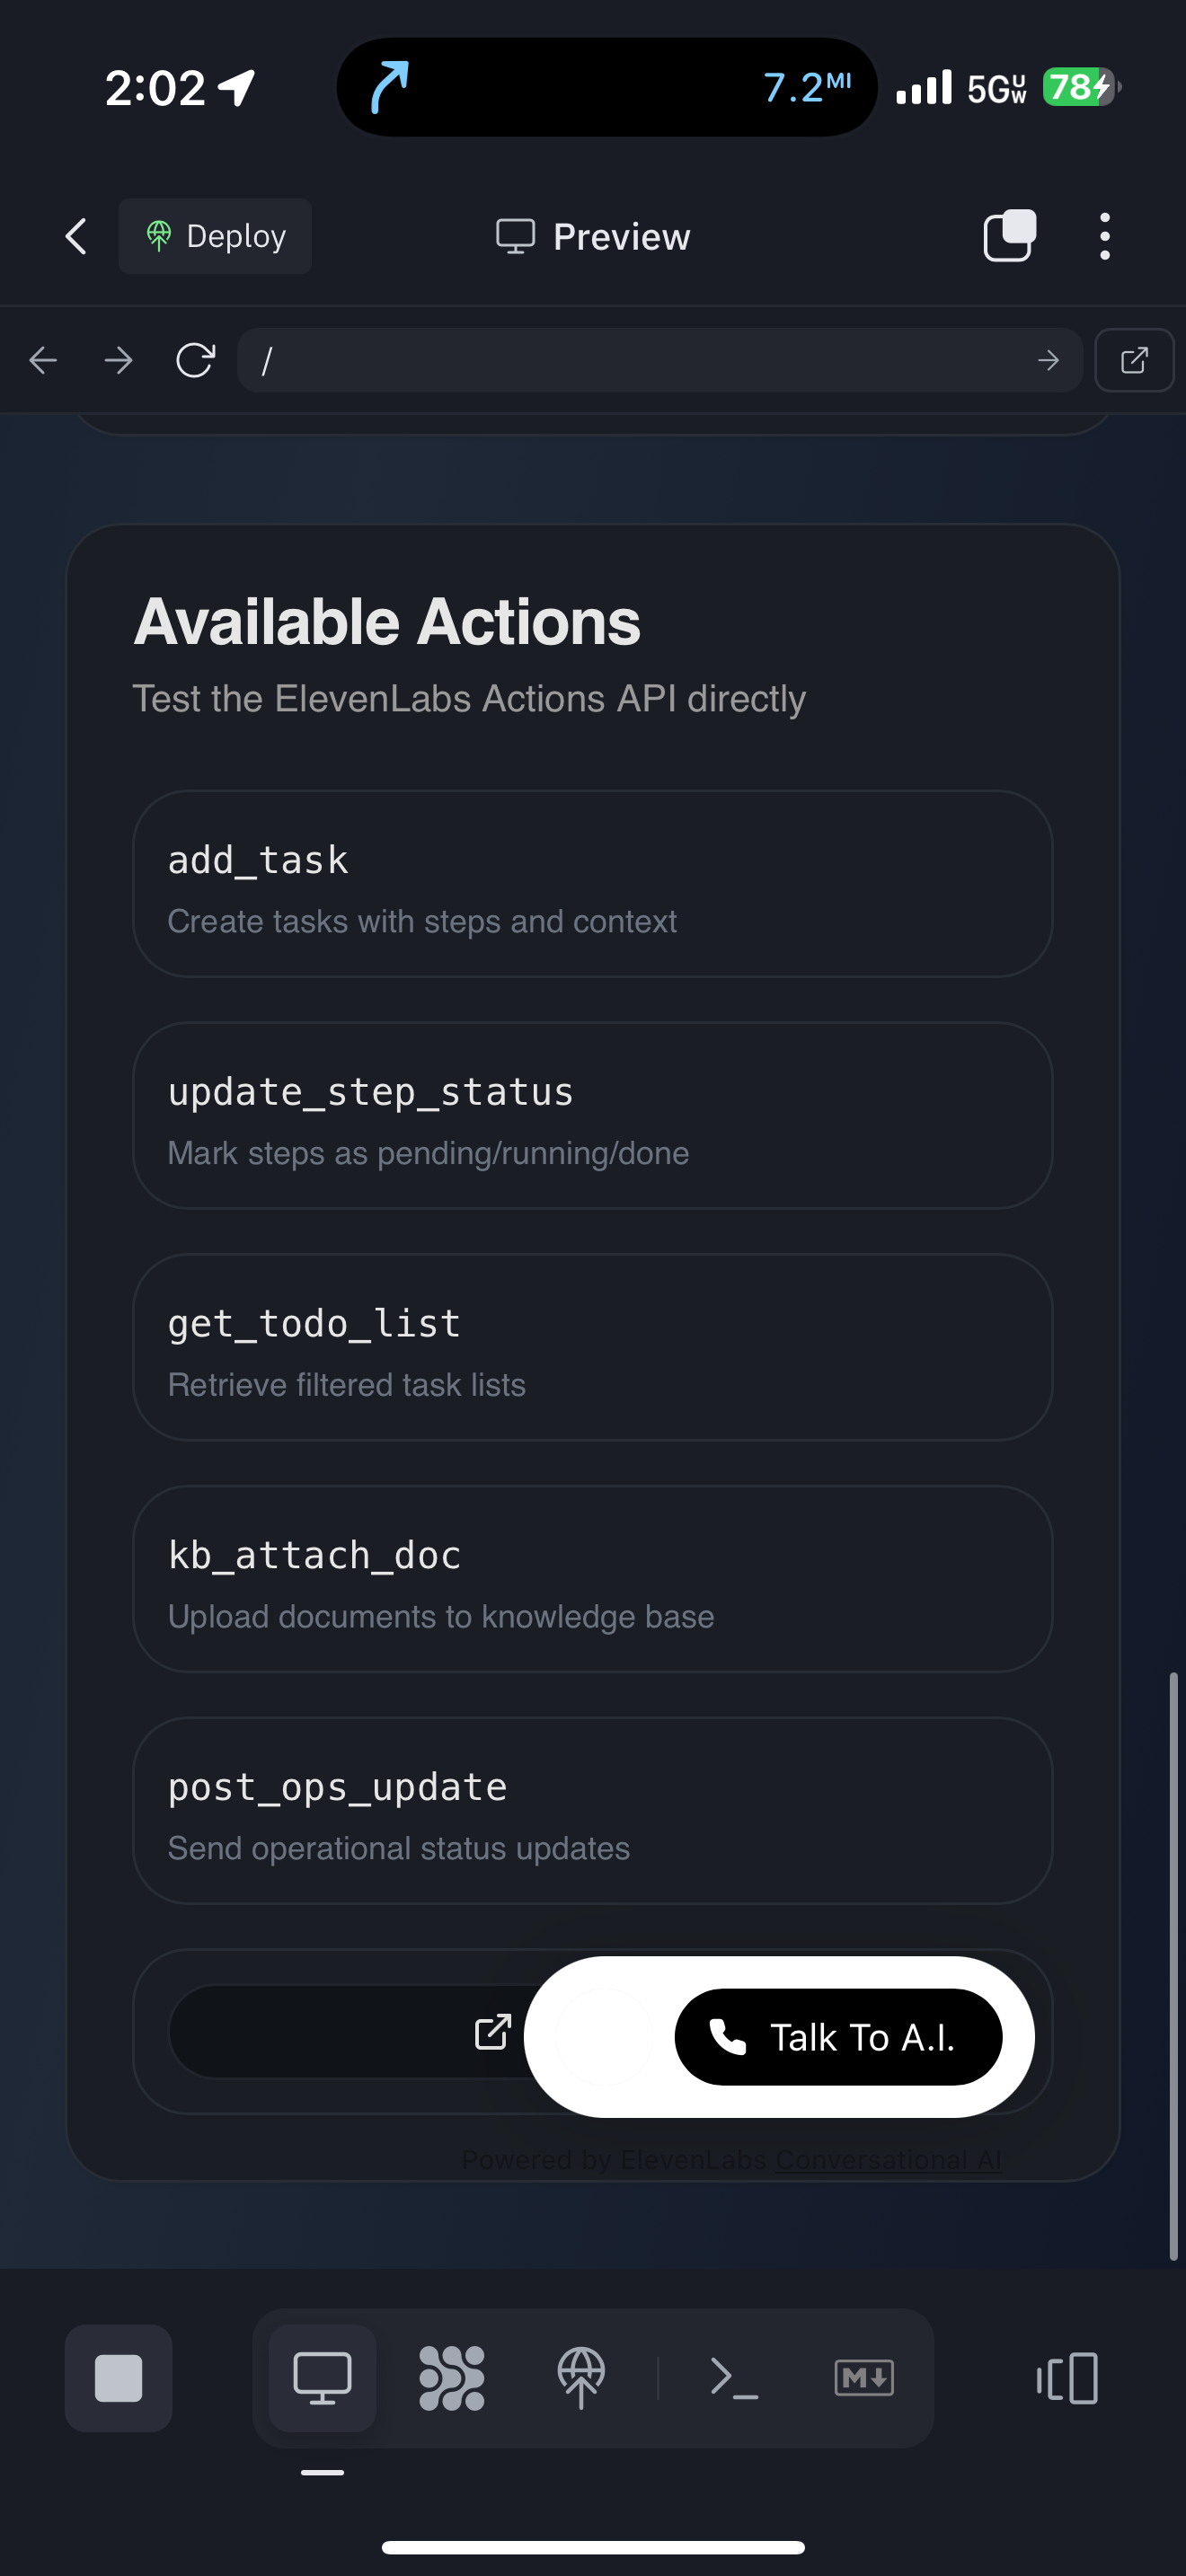 2:02
7.2MI
5GUW
78
Deploy
Preview
/
Available Actions
Test the ElevenLabs Actions API directly
add_task
Create tasks with steps and context
update_step_status
Mark steps as pending/running/done
get_todo_list
Retrieve filtered task lists
kb_attach_doc
Upload documents to knowledge base
post_ops_update
Send operational status updates
Talk To A.I.
Powered by ElevenLabs Conversational AI
M